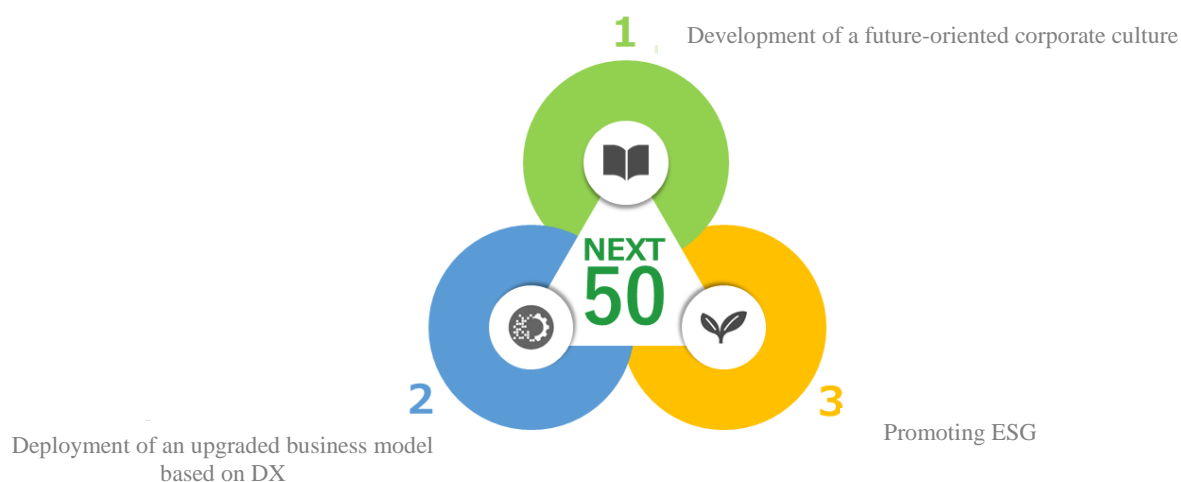 1
Development of a future-oriented corporate culture
NEXT
50
2
3
Promoting ESG
Deployment of an upgraded business model
based on DX